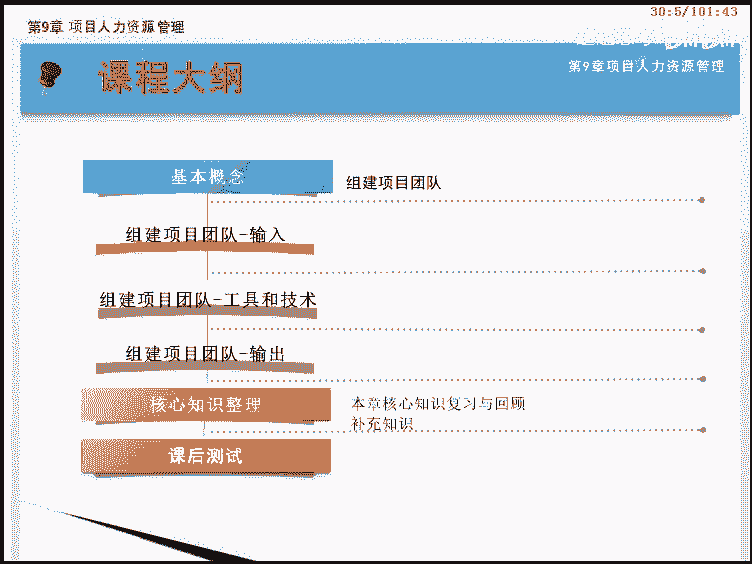 30:5/101:43
第9章 项目人力资源管理
课程大纲
第9章项目人力资源管理
基本概念
组建项目团队
组建项目团队-输入
组建项目团队-工具和技术
组建项目团队-输出
核心知识整理
本章核心知识复习与回顾
补充知识
课后测试